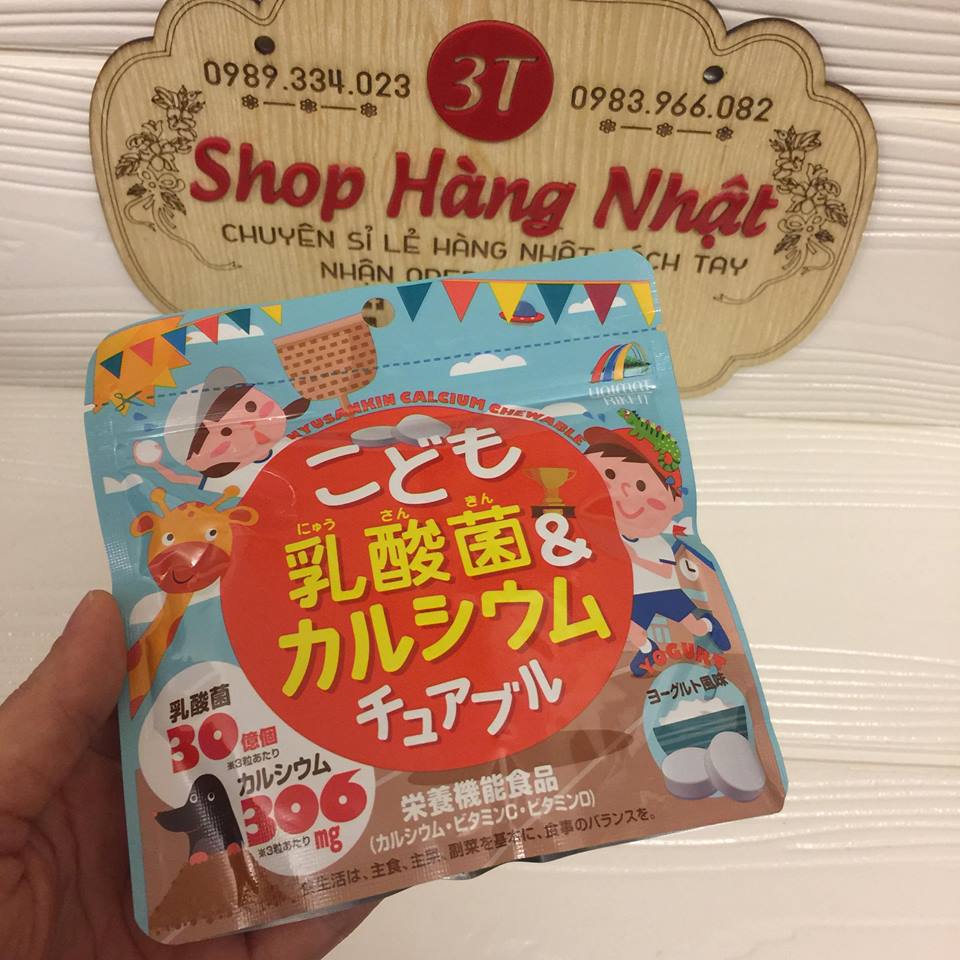 0989.334.023
3T
0983.966.082
Shop Hàng Nhật
CHUYÊN SỈ LẺ HÀNG NHẬT TAY
NHẬN
NYUSANKIN CALCIUM CHEWABLE
こども
にゅう さん きん
乳酸菌&
カルシウム
チュアブル
YOGURT
ヨーグルト風味
乳酸菌
30億個
※3粒あたり
カルシウム
306mg
※3粒あたり
栄養機能食品
(カルシウム・ビタミンC・ビタミンD)
食生活は、主食、主菜、副菜を基本に、食事のバランスを。